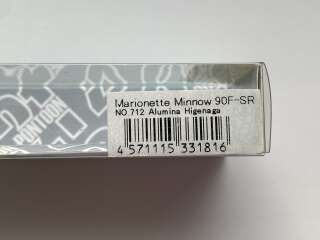 PONTOON
Marionette Minnow 90F-SR
NO.712 Alumina Higenaga
4 571115 331816